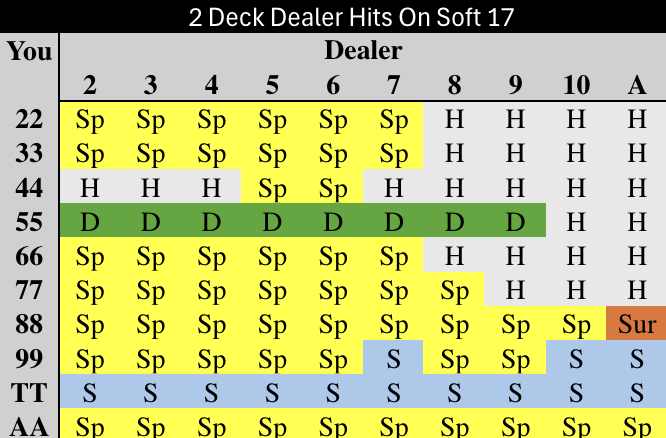 2 Deck Dealer Hits On Soft 17
You Dealer
2 3 4 5 6 7 8 9 10 A
22 Sp Sp Sp Sp Sp Sp H H H H
33 Sp Sp Sp Sp Sp Sp H H H H
44 H H H Sp Sp H H H H H
55 D D D D D D D D H H
66 Sp Sp Sp Sp Sp Sp H H H H
77 Sp Sp Sp Sp Sp Sp Sp H H H
88 Sp Sp Sp Sp Sp Sp Sp Sp Sp Sur
99 Sp Sp Sp Sp Sp S Sp Sp S S
TT S S S S S S S S S S
AA Sp Sp Sp Sp Sp Sp Sp Sp Sp Sp